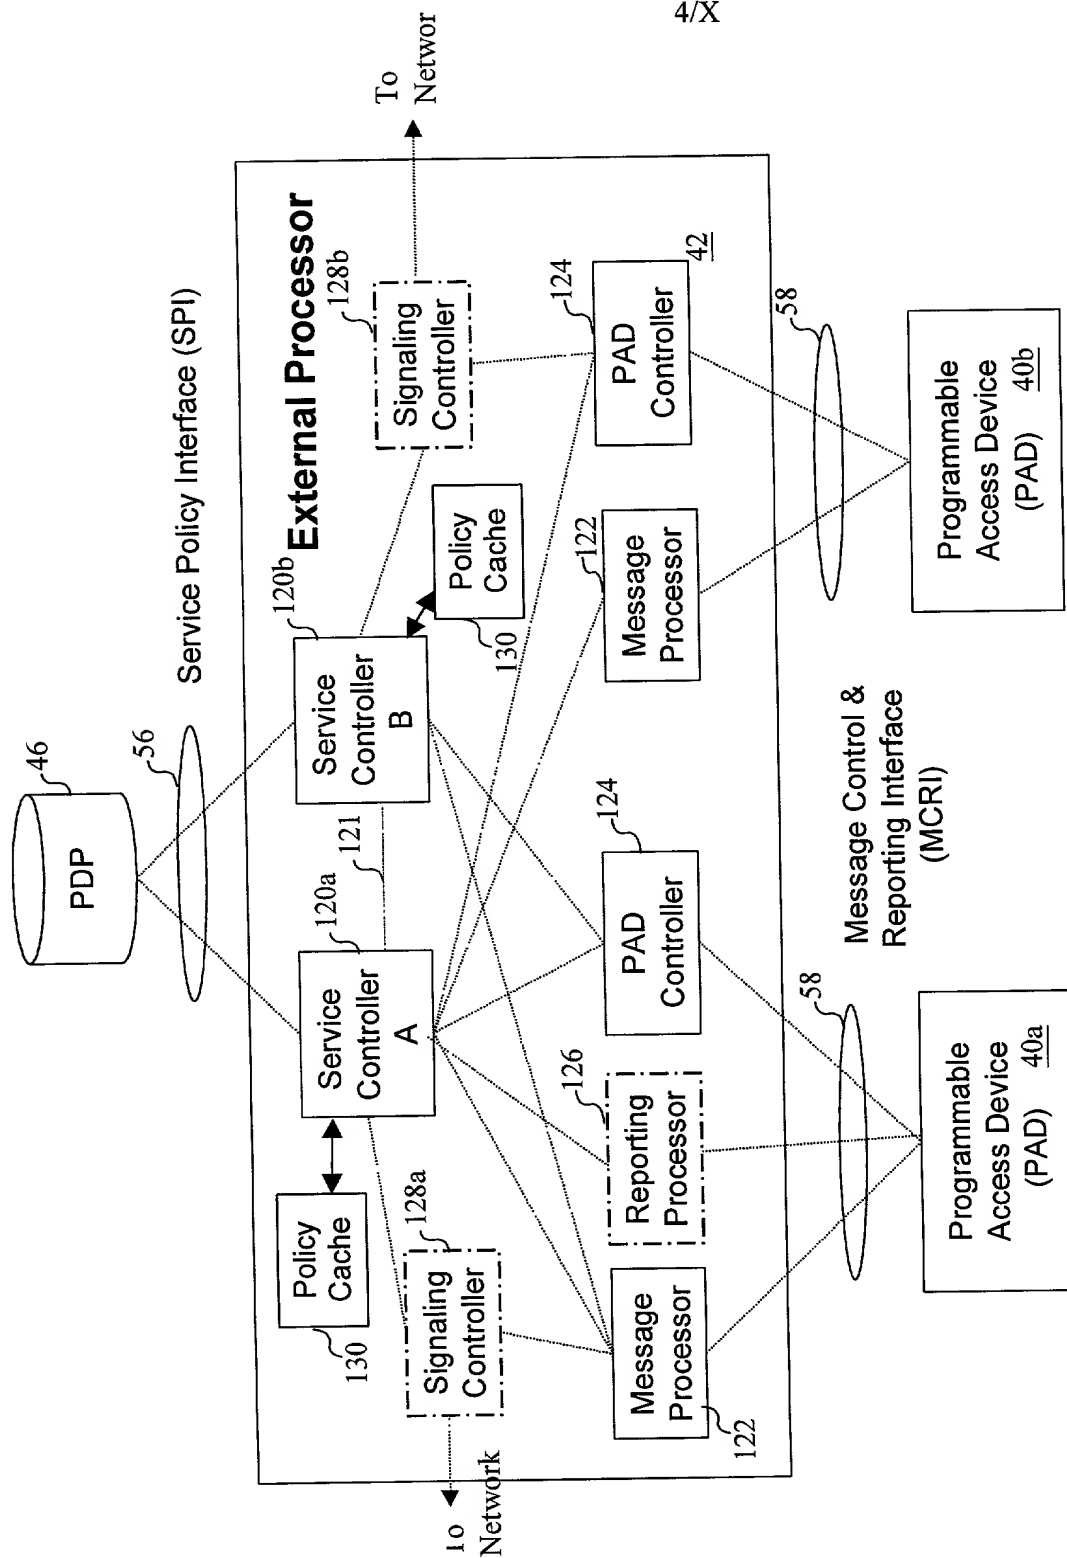 4/X
PDP
46
56
Service Policy Interface (SPI)
External Processor
Policy
Cache
130
Service
Controller
A
120a
121
Service
Controller
B
120b
Policy
Cache
130
Signaling
Controller
128a
Signaling
Controller
128b
To
Network
To
Networ
Message
Processor
122
Reporting
Processor
126
PAD
Controller
124
Message
Processor
122
PAD
Controller
124
42
58
Message Control &
Reporting Interface
(MCRI)
58
Programmable
Access Device
(PAD) 40a
Programmable
Access Device
(PAD) 40b